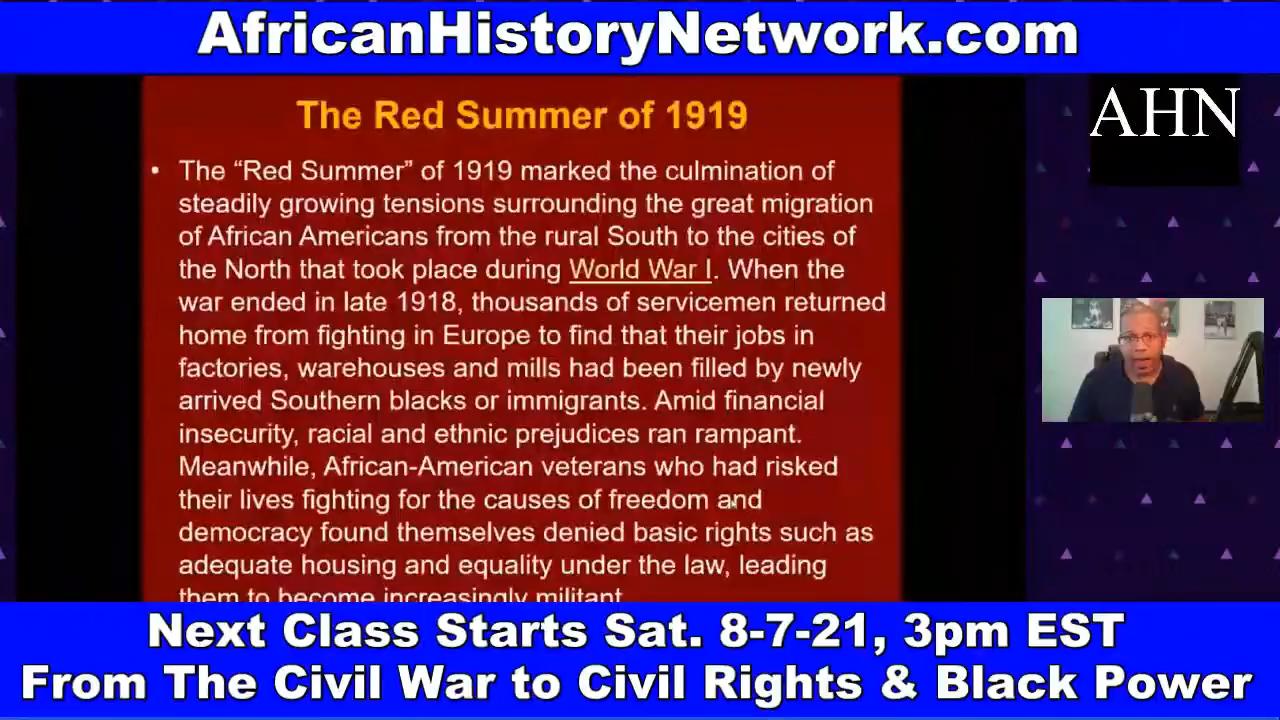 AfricanHistoryNetwork.com
AHN
The Red Summer of 1919
• The “Red Summer” of 1919 marked the culmination of
steadily growing tensions surrounding the great migration
of African Americans from the rural South to the cities of
the North that took place during World War I. When the
war ended in late 1918, thousands of servicemen returned
home from fighting in Europe to find that their jobs in
factories, warehouses and mills had been filled by newly
arrived Southern blacks or immigrants. Amid financial
insecurity, racial and ethnic prejudices ran rampant.
Meanwhile, African-American veterans who had risked
their lives fighting for the causes of freedom and
democracy found themselves denied basic rights such as
adequate housing and equality under the law, leading
them to become increasingly militant.
Next Class Starts Sat. 8-7-21, 3pm EST
From The Civil War to Civil Rights & Black Power